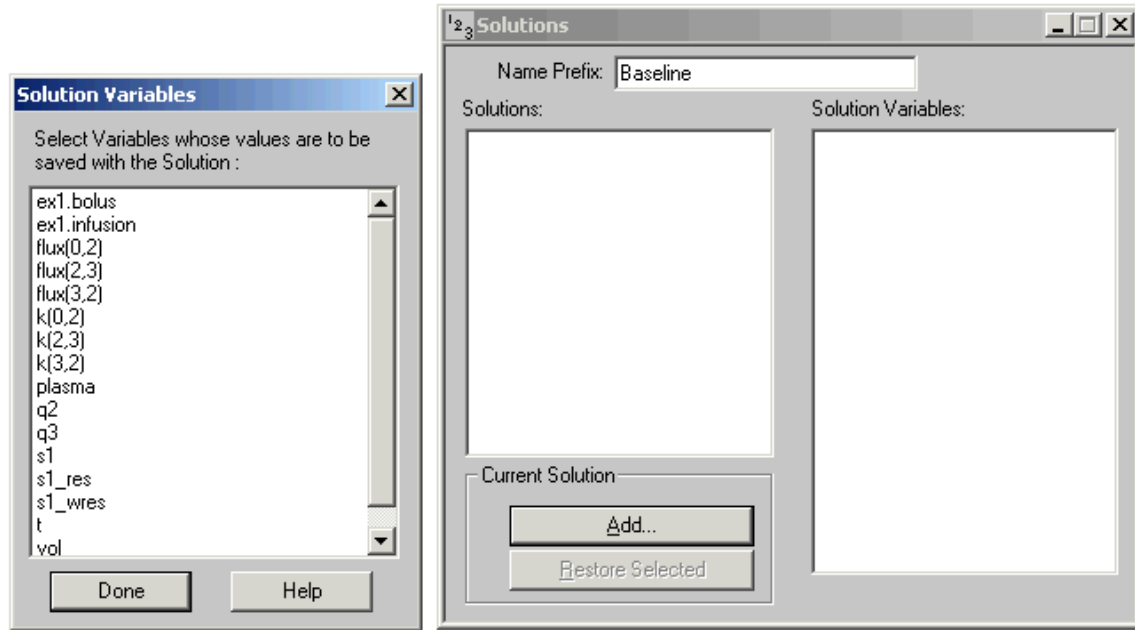 Solution Variables
Select Variables whose values are to be
saved with the Solution :
ex1.bolus
ex1.infusion
flux(0,2)
flux(2,3)
flux(3,2)
k(0,2)
k(2,3)
k(3,2)
plasma
q2
q3
s1
s1_res
s1_wres
t
vol
Done
Help
123 Solutions
Name Prefix: Baseline
Solutions:
Solution Variables:
Current Solution
Add...
Restore Selected